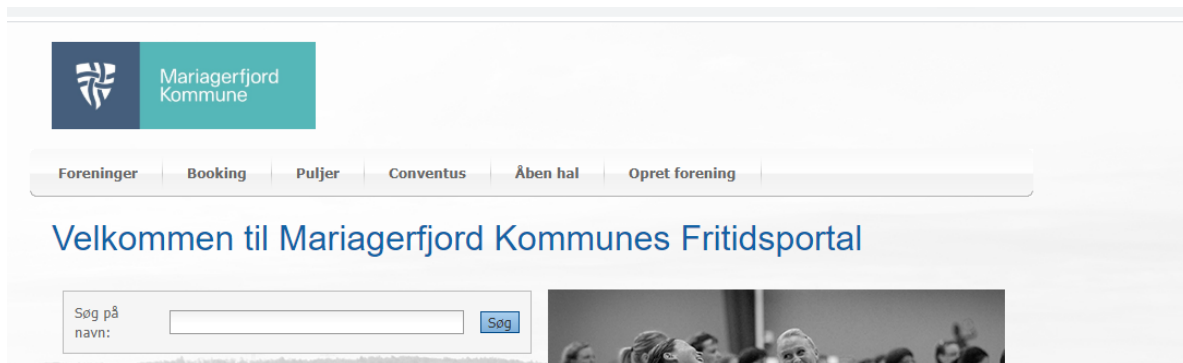 Mariagerfjord
Kommune
Foreninger Booking Puljer Conventus Åben hal Opret forening
Velkommen til Mariagerfjord Kommunes Fritidsportal
Søg på
navn:
Søg